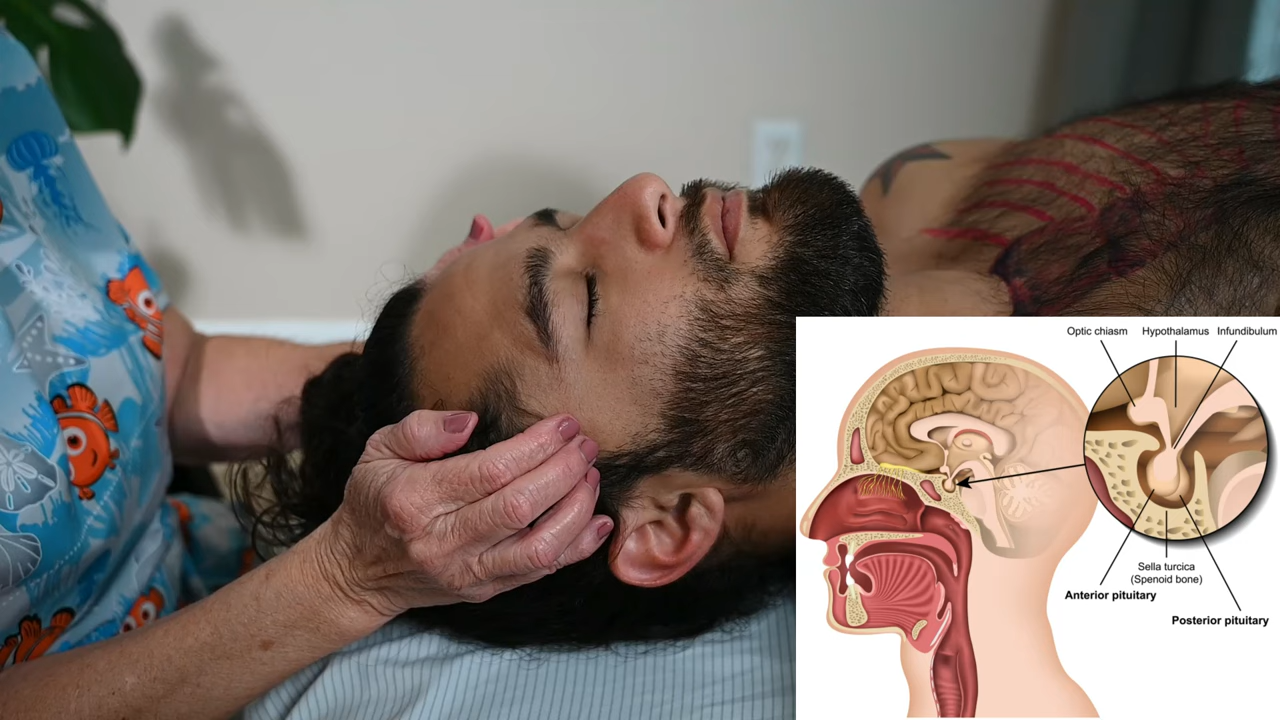 Optic chiasm
Hypothalamus
Infundibulum
Sella turcica
(Spenoid bone)
Anterior pituitary
Posterior pituitary